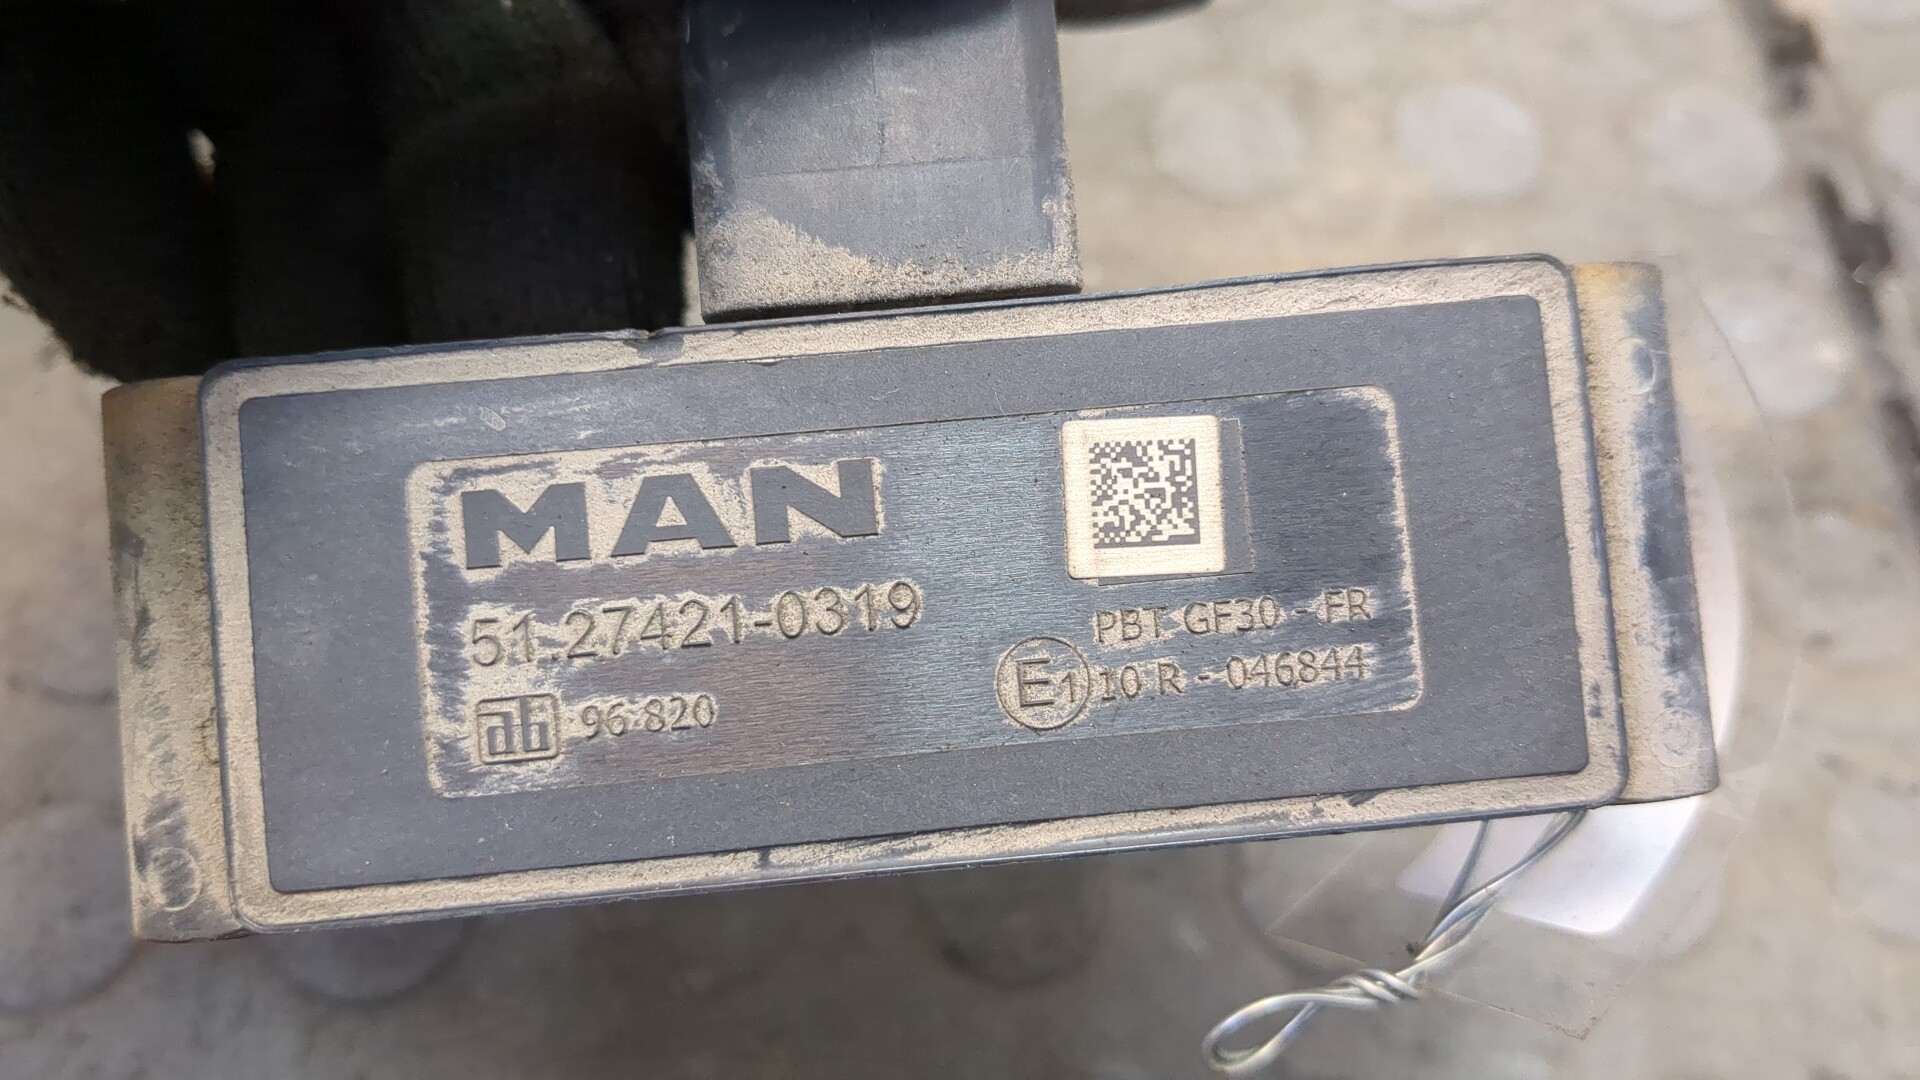 MAN
51.27421-0319
ab 96 820
PBT GF30 - FR
E1 10 R - 046844